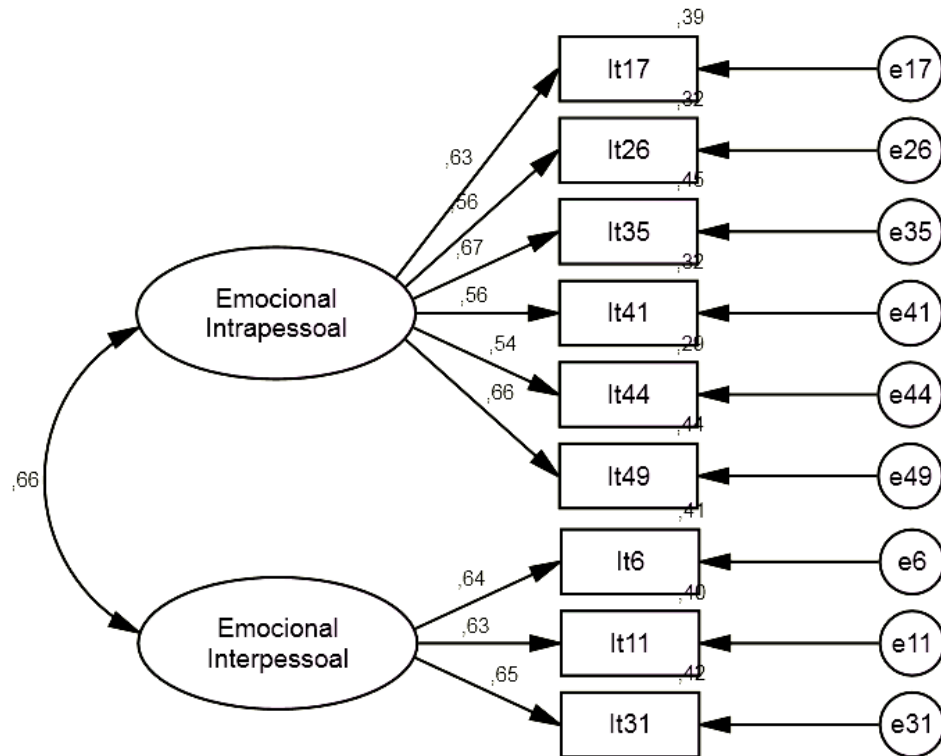 ,39
It17
e17
,63
,32
It26
e26
,56
,45
It35
e35
,67
,32
Emocional
Intrapessoal
,56
It41
e41
,29
,54
It44
e44
,44
,66
It49
e49
,66
,41
,64
It6
e6
,40
Emocional
Interpessoal
,63
It11
e11
,42
,65
It31
e31